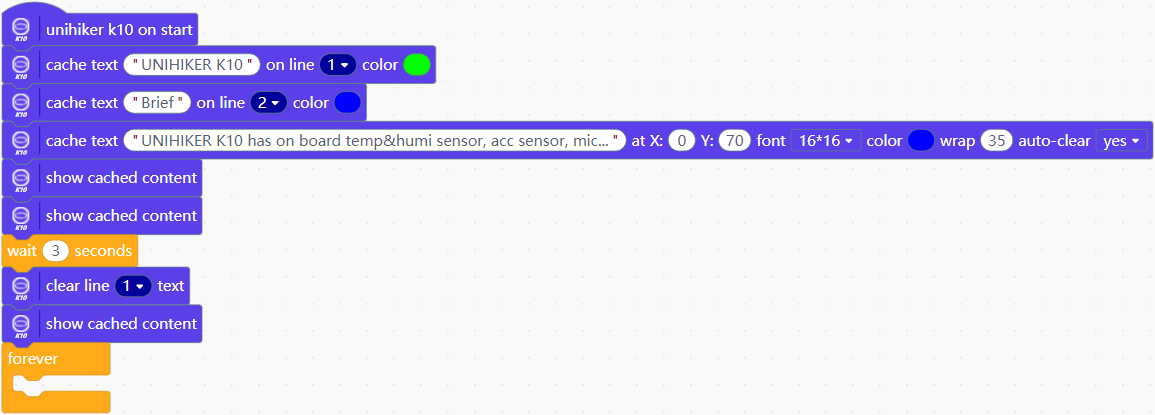 K10 unihiker k10 on start
K10 cache text "UNIHIKER K10" on line 1 color
K10 cache text "Brief" on line 2 color
K10 cache text "UNIHIKER K10 has on board temp&humi sensor, acc sensor, mic..." at X: 0 Y: 70 font 16*16 color wrap 35 auto-clear yes
K10 show cached content
K10 show cached content
wait 3 seconds
K10 clear line 1 text
K10 show cached content
forever